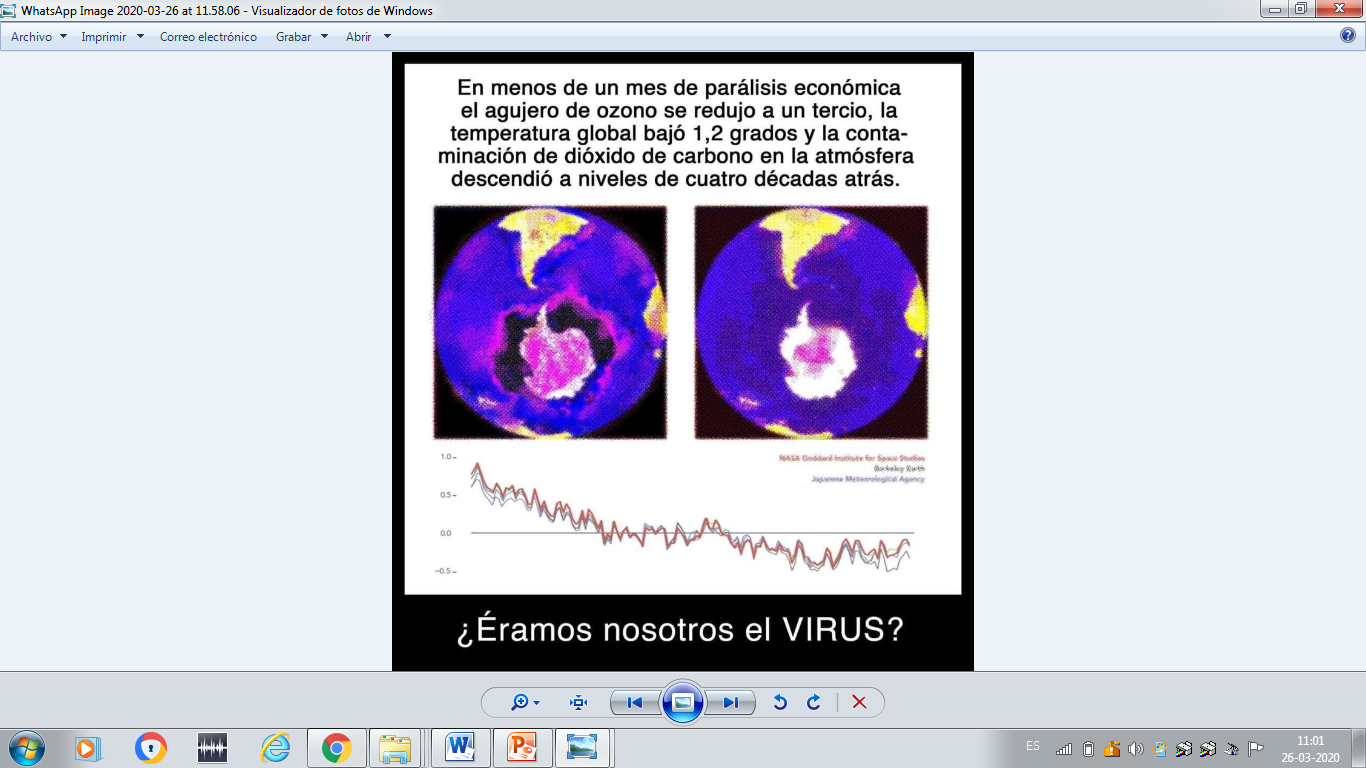 WhatsApp Image 2020-03-26 at 11.58.06 - Visualizador de fotos de Windows
Archivo Imprimir Correo electrónico Grabar Abrir
En menos de un mes de parálisis económica
el agujero de ozono se redujo a un tercio, la
temperatura global bajó 1,2 grados y la conta-
minación de dióxido de carbono en la atmósfera
descendió a niveles de cuatro décadas atrás.
1.0
NASA Goddard Institute for Space Studies
Berkeley Earth
Japanese Meteorological Agency
0.5
0.0
-0.5
¿Éramos nosotros el VIRUS?
ES
11:01
26-03-2020